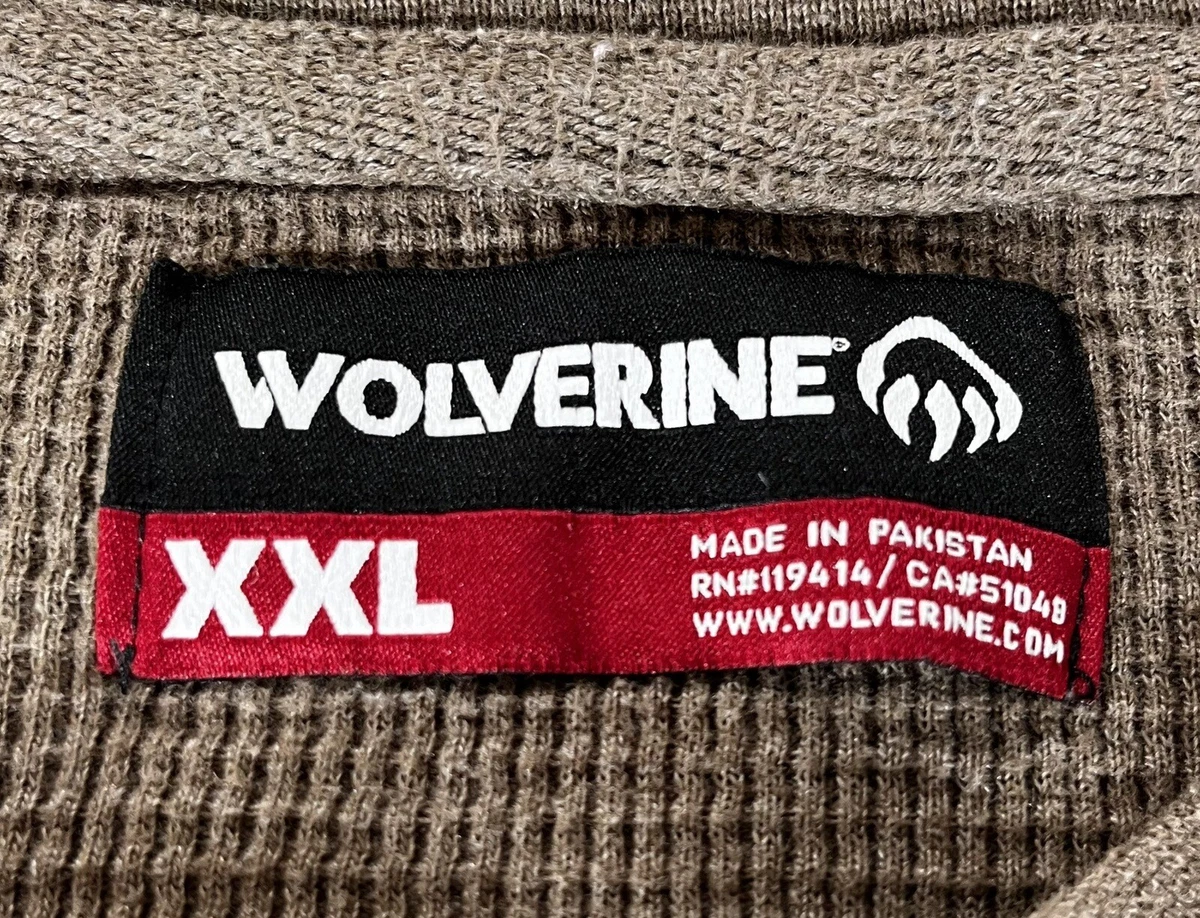 WOLVERINE®
XXL
MADE IN PAKISTAN
RN#119414/CA#51048
WWW.WOLVERINE.COM